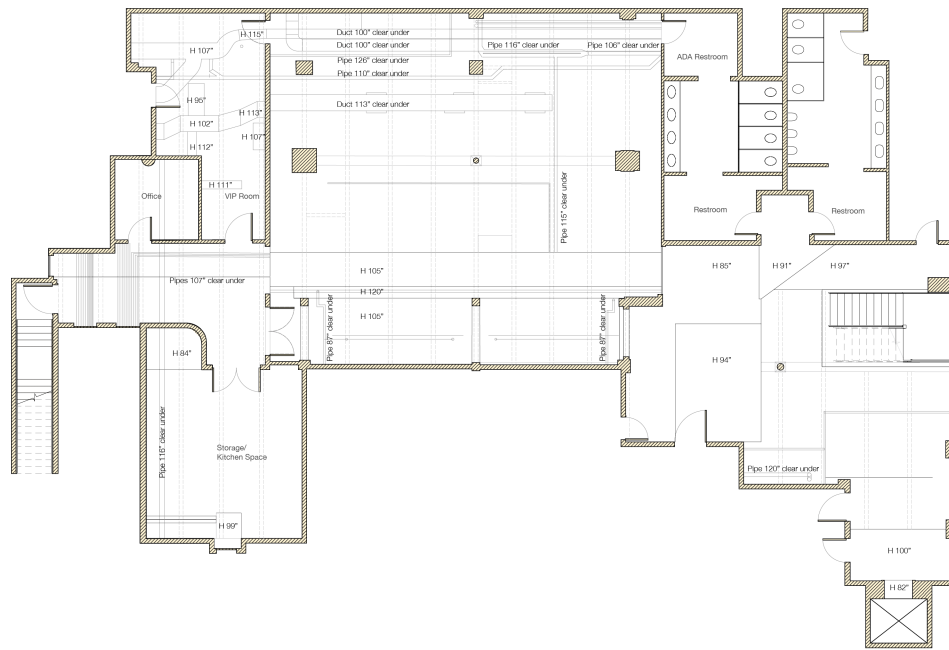 H 115"
Duct 100" clear under
Duct 100" clear under
Pipe 116" clear under
Pipe 106" clear under
H 107"
ADA Restroom
Pipe 126" clear under
Pipe 110" clear under
H 95"
Duct 113" clear under
H 113"
H 102"
H 107"
H 112"
H 111"
Office
VIP Room
Pipe 115" clear under
Restroom
Restroom
H 105"
H 85"
H 91"
H 97"
Pipes 107" clear under
H 120"
H 105"
Pipe 87" clear under
Pipe 87" clear under
H 84"
H 94"
Pipe 116" clear under
Storage/
Kitchen Space
Pipe 120" clear under
H 99"
H 100"
H 82"